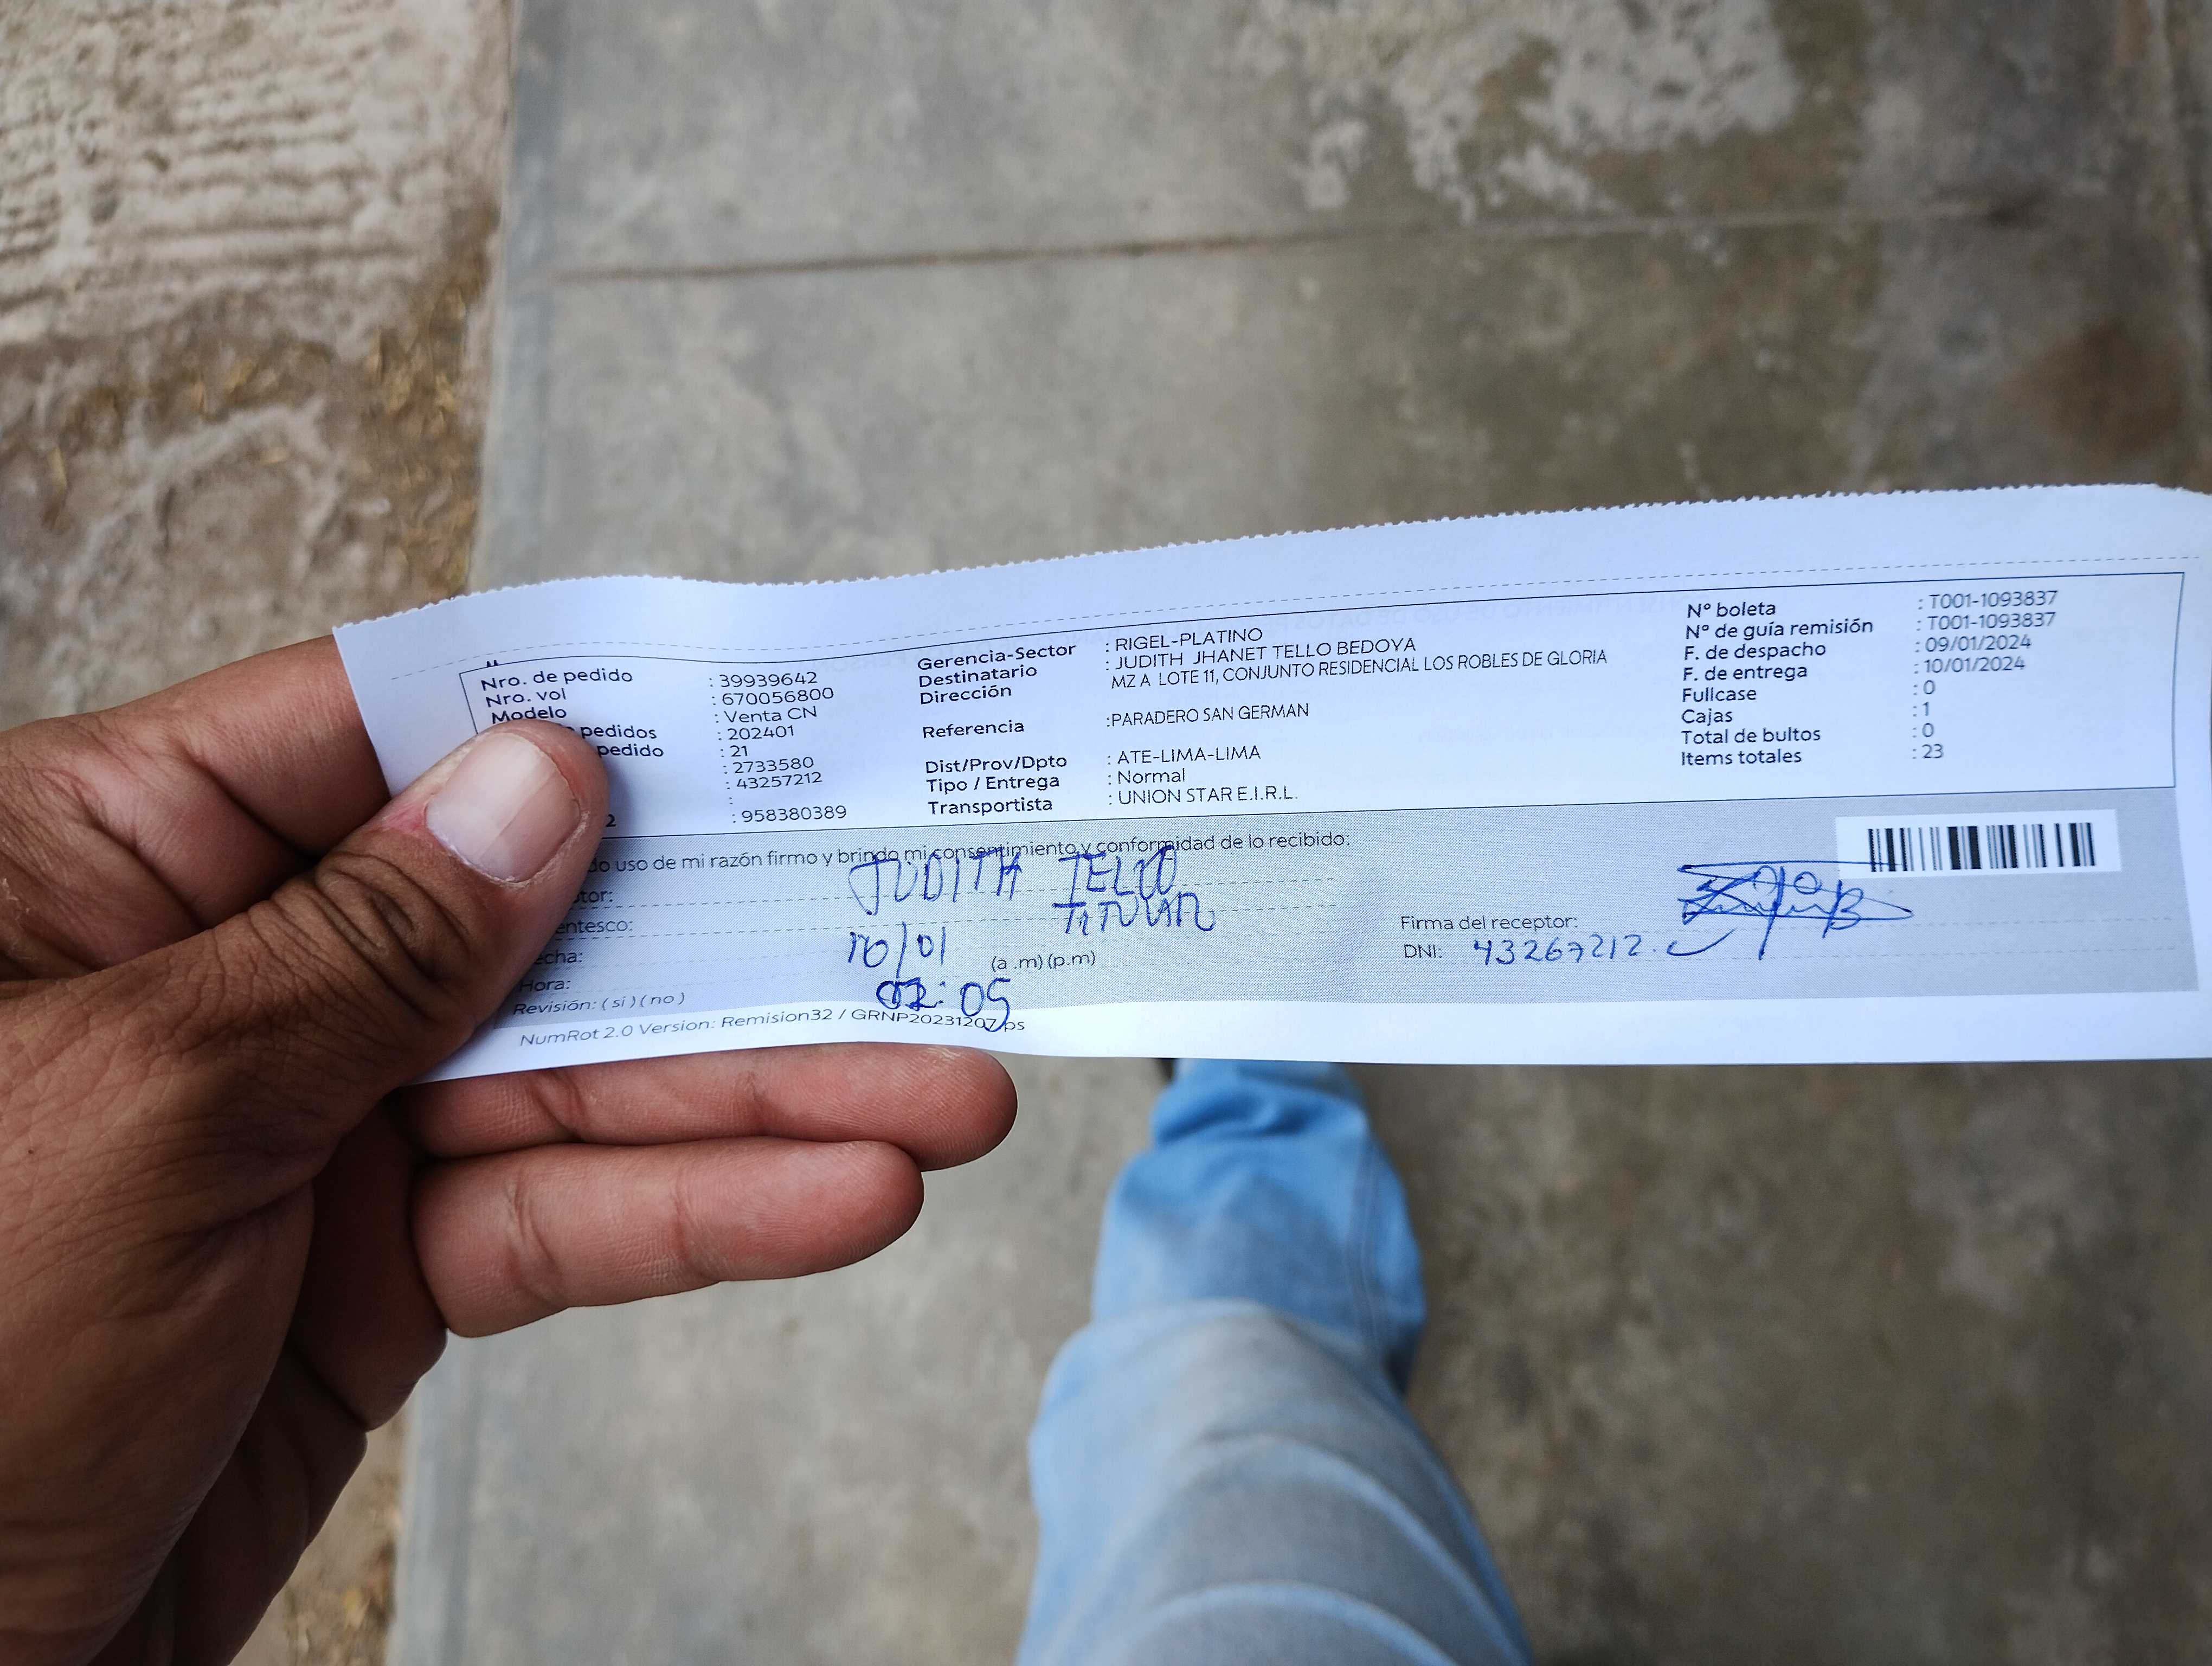 Nro. de pedido : 39939642
Nro. vol : 670056800
Modelo : Venta CN
pedidos : 202401
pedido : 21
: 2733580
: 43257212
:
2 : 958380389
Gerencia-Sector : RIGEL-PLATINO
Destinatario : JUDITH JHANET TELLO BEDOYA
Dirección MZ A LOTE 11, CONJUNTO RESIDENCIAL LOS ROBLES DE GLORIA
Referencia :PARADERO SAN GERMAN
Dist/Prov/Dpto : ATE-LIMA-LIMA
Tipo / Entrega : Normal
Transportista : UNION STAR E.I.R.L.
Nº boleta : T001-1093837
Nº de guía remisión : T001-1093837
F. de despacho : 09/01/2024
F. de entrega : 10/01/2024
Fullcase : 0
Cajas : 1
Total de bultos : 0
Items totales : 23
do uso de mi razón firmo y brindo mi consentimiento y conformidad de lo recibido:
tor: JUDITH TELLO
entesco: TITULAR
cha: 10/01
Hora: 02:05 (a .m) (p.m)
Revisión: ( si ) ( no )
Firma del receptor:
DNI: 43267212.
NumRot 2.0 Version: Remision32 / GRNP20231207.ps